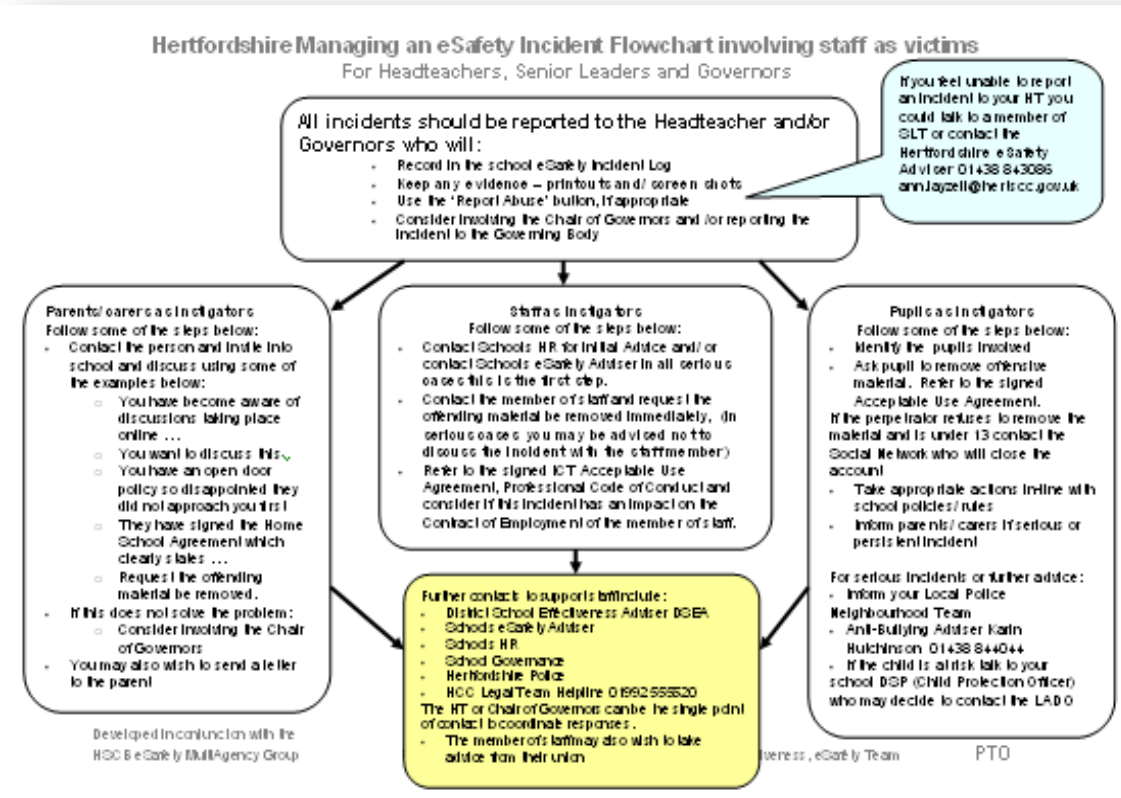 Hertfordshire Managing an eSafety Incident Flowchart involving staff as victims
For Headteachers, Senior Leaders and Governors
If you feel unable to report
an incident to your HT you
could talk to a member of
SLT or contact the
Hertfordshire eSafety
Adviser 01438 843086
ann.layzell@hertscc.gov.uk
All incidents should be reported to the Headteacher and/or
Governors who will:
- Record in the school eSafety Incident Log
- Keep any evidence – printouts and/ screen shots
- Use the 'Report Abuse' button, if appropriate
- Consider involving the Chair of Governors and /or reporting the
incident to the Governing Body
Parents/carers as instigators
Follow some of the steps below:
- Contact the person and invite into
school and discuss using some of
the examples below:
o You have become aware of
discussions taking place
online …
o You want to discuss this
o You have an open door
policy so disappointed they
did not approach you first
o They have signed the Home
School Agreement which
clearly states …
o Request the offending
material be removed.
- If this does not solve the problem:
o Consider involving the Chair
of Governors
- You may also wish to send a letter
to the parent
Staff as instigators
Follow some of the steps below:
- Contact Schools HR for initial Advice and/ or
contact Schools eSafety Adviser in all serious
cases this is the first step.
- Contact the member of staff and request the
offending material be removed immediately, (in
serious cases you may be advised not to
discuss the incident with the staff member)
- Refer to the signed ICT Acceptable Use
Agreement, Professional Code of Conduct and
consider if this incident has an impact on the
Contract of Employment of the member of staff.
Pupils as instigators
Follow some of the steps below:
- Identify the pupils involved
- Ask pupil to remove offensive
material. Refer to the signed
Acceptable Use Agreement.
If the perpetrator refuses to remove the
material and is under 13 contact the
Social Network who will close the
account
- Take appropriate actions in-line with
school policies/ rules
- Inform parents/ carers if serious or
persistent incident
For serious incidents or further advice:
- Inform your Local Police
Neighbourhood Team
- Anti-Bullying Adviser Karin
Hutchinson 01438 844044
- If the child is at risk talk to your
school DSP (Child Protection Officer)
who may decide to contact the LADO
Further contacts to support staff include:
- District School Effectiveness Adviser DSEA
- Schools eSafety Adviser
- Schools HR
- School Governance
- Hertfordshire Police
- HCC Legal Team Helpline 01992 555520
The HT or Chair of Governors can be the single point
of contact to coordinate responses.
- The member of staff may also wish to take
advice from their union
Developed in conjunction with the
HSCB eSafety MultiAgency Group
iveness, eSafety Team
PTO